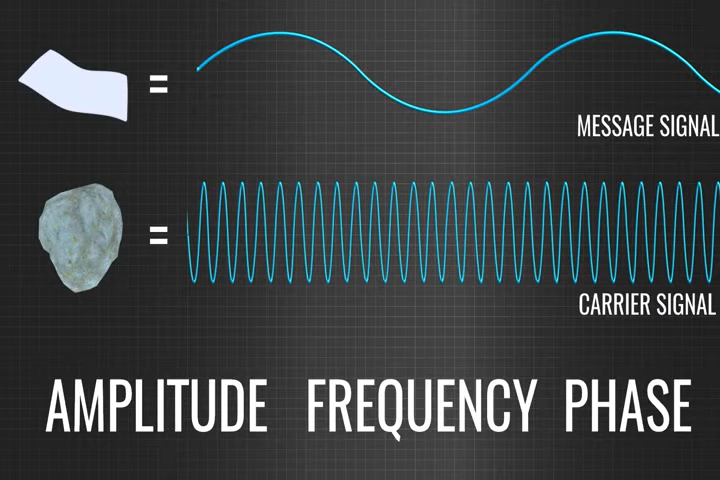 =
MESSAGE SIGNAL
=
CARRIER SIGNAL
AMPLITUDE FREQUENCY PHASE